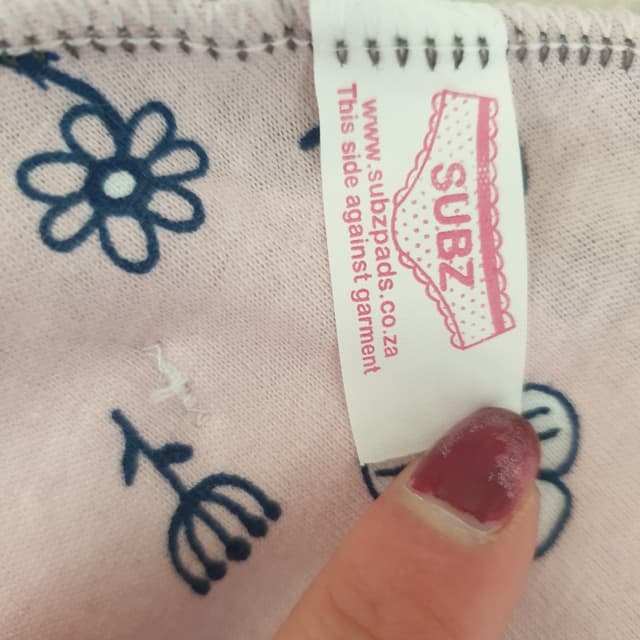 SUBZ
www.subzpads.co.za
This side against garment